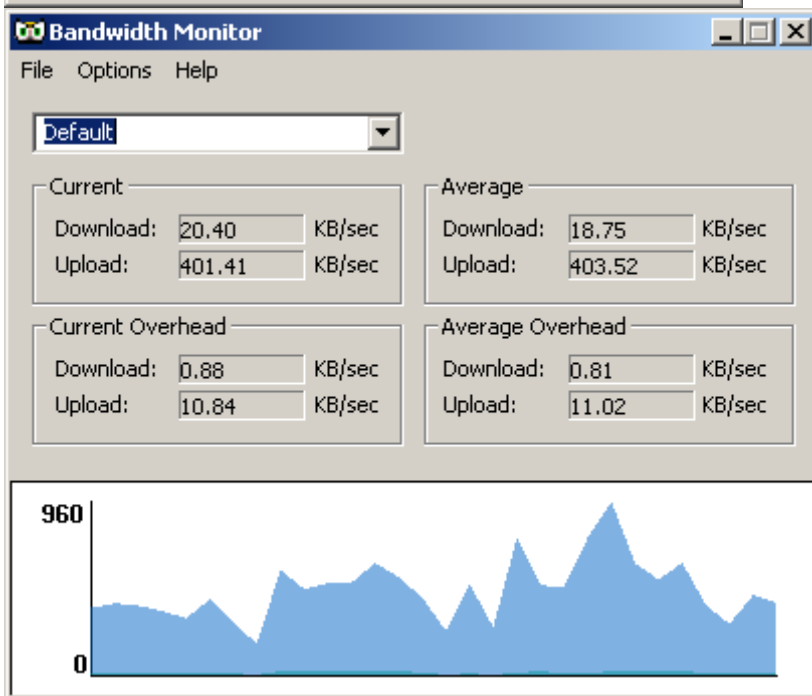 Bandwidth Monitor
File Options Help
Default
Current
Download: 20.40 KB/sec
Upload: 401.41 KB/sec
Average
Download: 18.75 KB/sec
Upload: 403.52 KB/sec
Current Overhead
Download: 0.88 KB/sec
Upload: 10.84 KB/sec
Average Overhead
Download: 0.81 KB/sec
Upload: 11.02 KB/sec
960
0